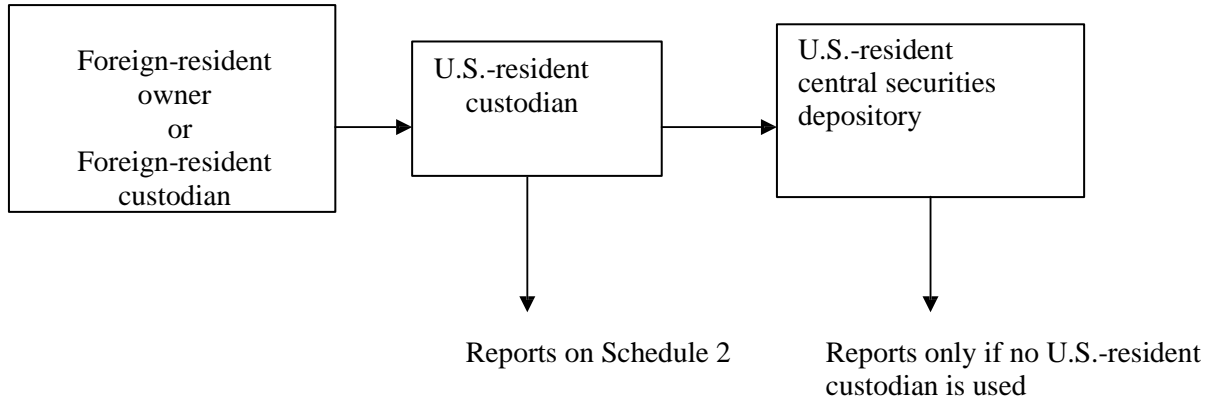 Foreign-resident
owner
or
Foreign-resident
custodian
U.S.-resident
custodian
U.S.-resident
central securities
depository
Reports on Schedule 2
Reports only if no U.S.-resident
custodian is used